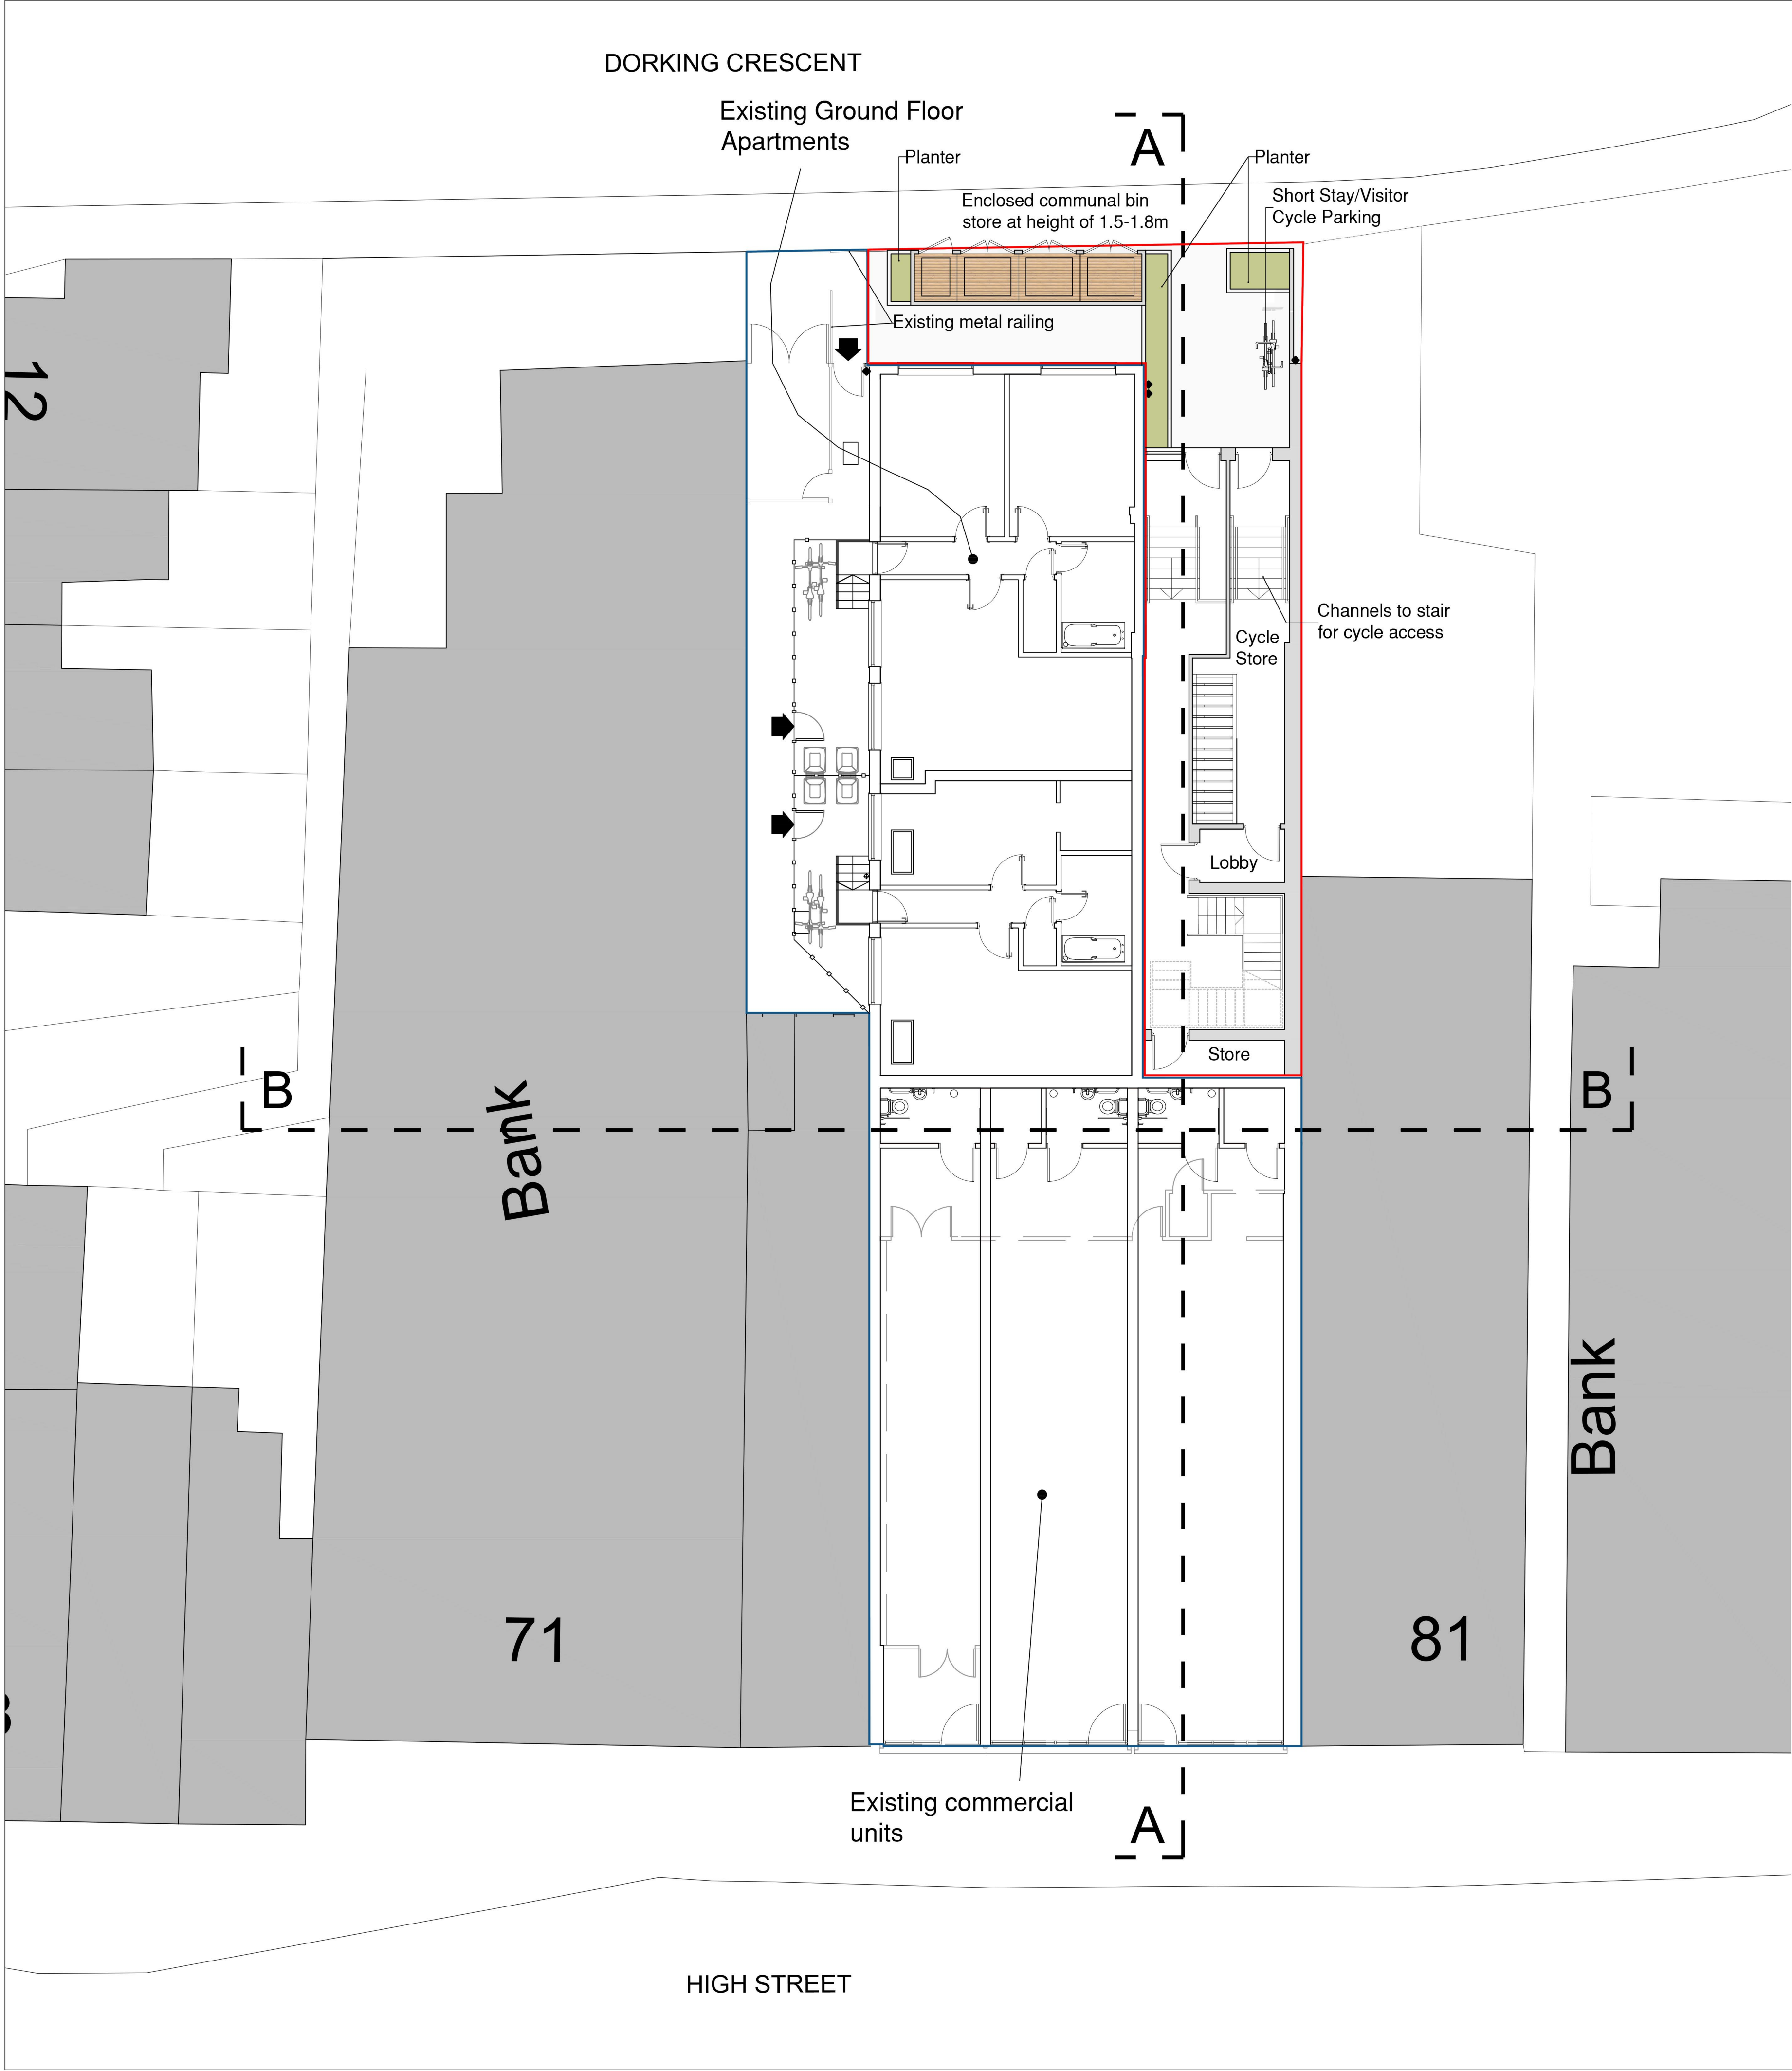 DORKING CRESCENT
Existing Ground Floor
Apartments
A
Planter
Planter
Enclosed communal bin
store at height of 1.5-1.8m
Short Stay/Visitor
Cycle Parking
Existing metal railing
12
Channels to stair
for cycle access
Cycle
Store
Lobby
Store
B
B
Bank
Bank
71
81
Existing commercial
units
A
HIGH STREET